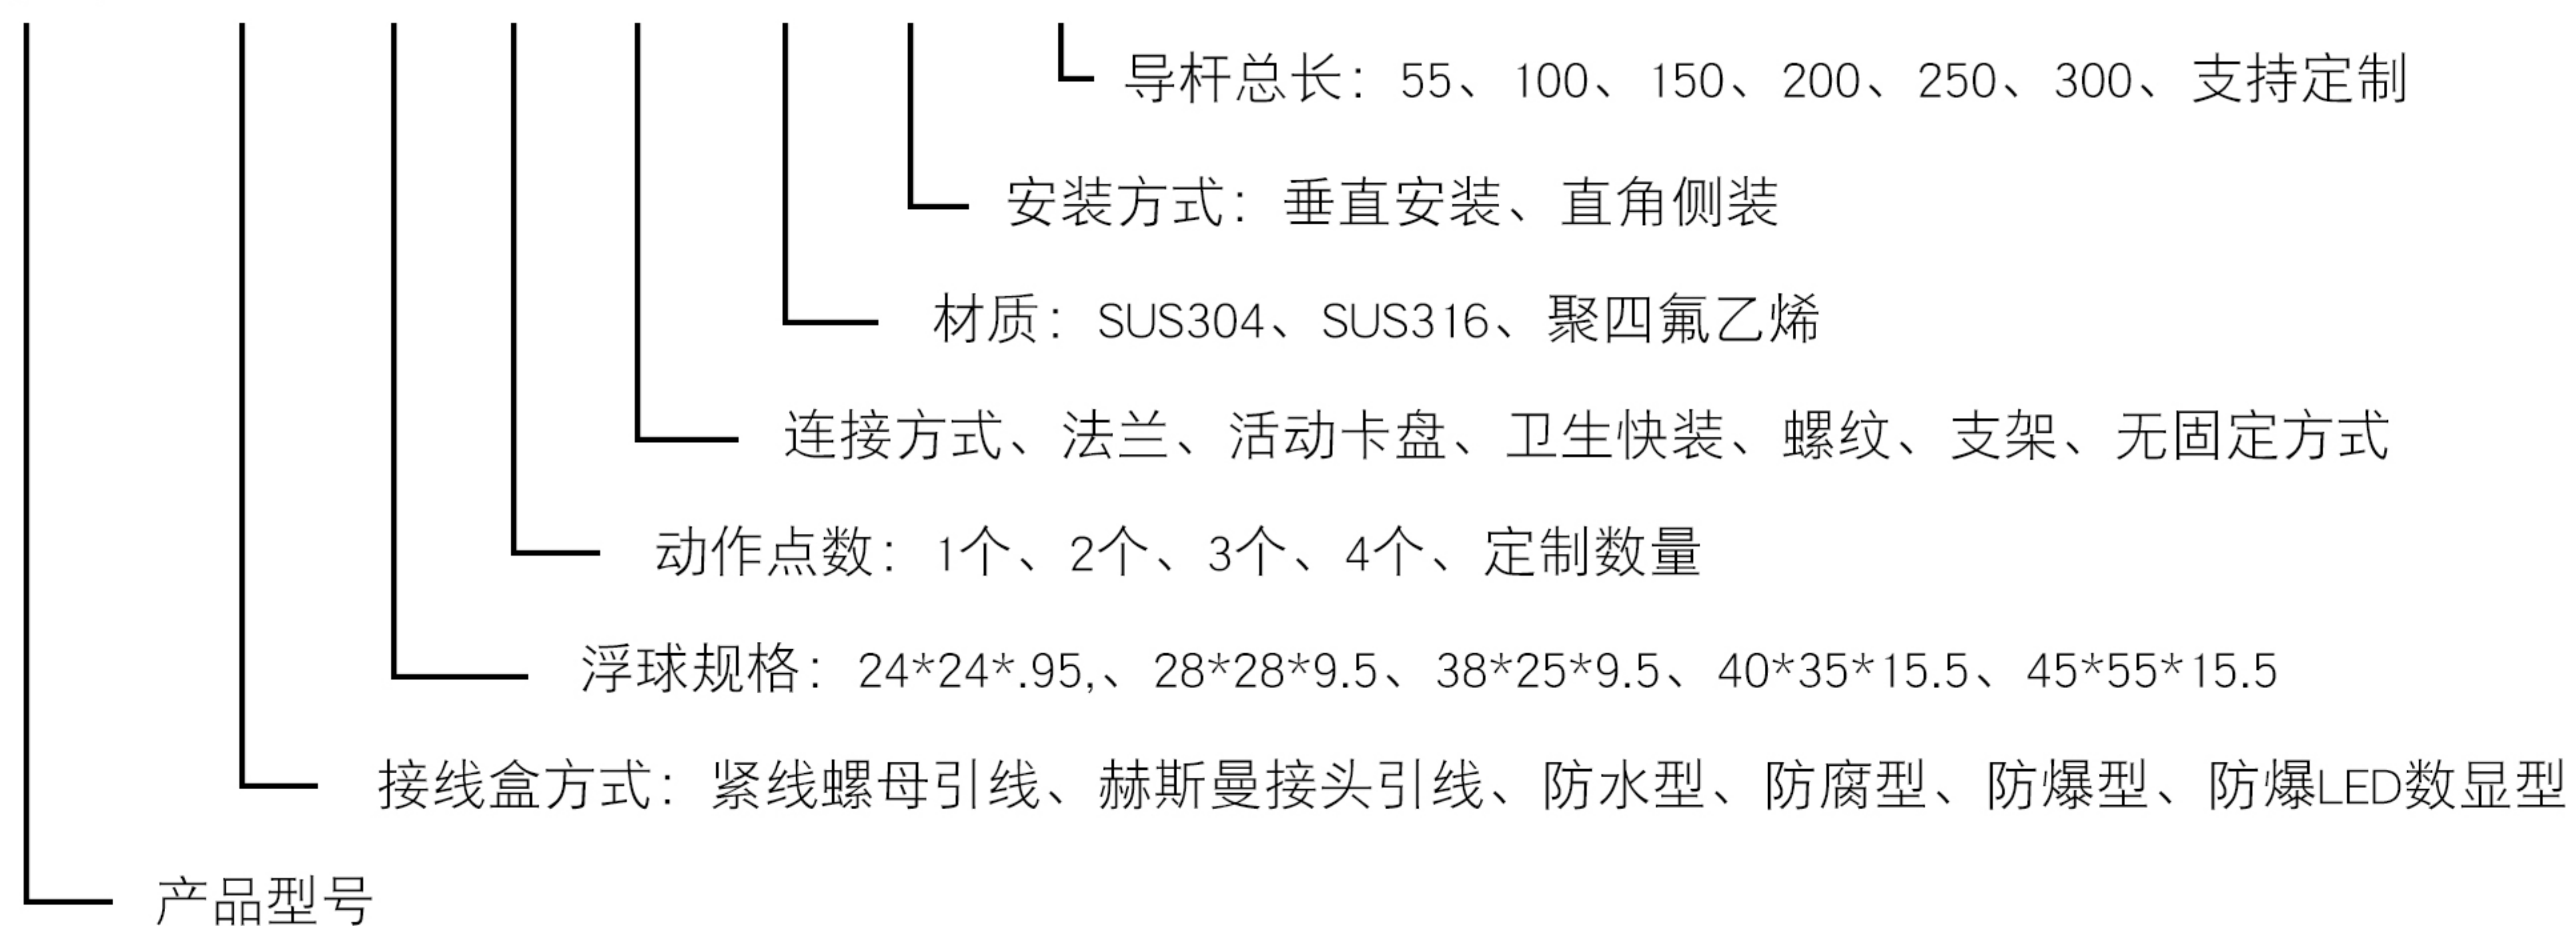 导杆总长：55、100、150、200、250、300、支持定制
安装方式：垂直安装、直角侧装
材质：SUS304、SUS316、聚四氟乙烯
连接方式、法兰、活动卡盘、卫生快装、螺纹、支架、无固定方式
动作点数：1个、2个、3个、4个、定制数量
浮球规格：24*24*.95,、28*28*9.5、38*25*9.5、40*35*15.5、45*55*15.5
接线盒方式：紧线螺母引线、赫斯曼接头引线、防水型、防腐型、防爆型、防爆LED数显型
产品型号